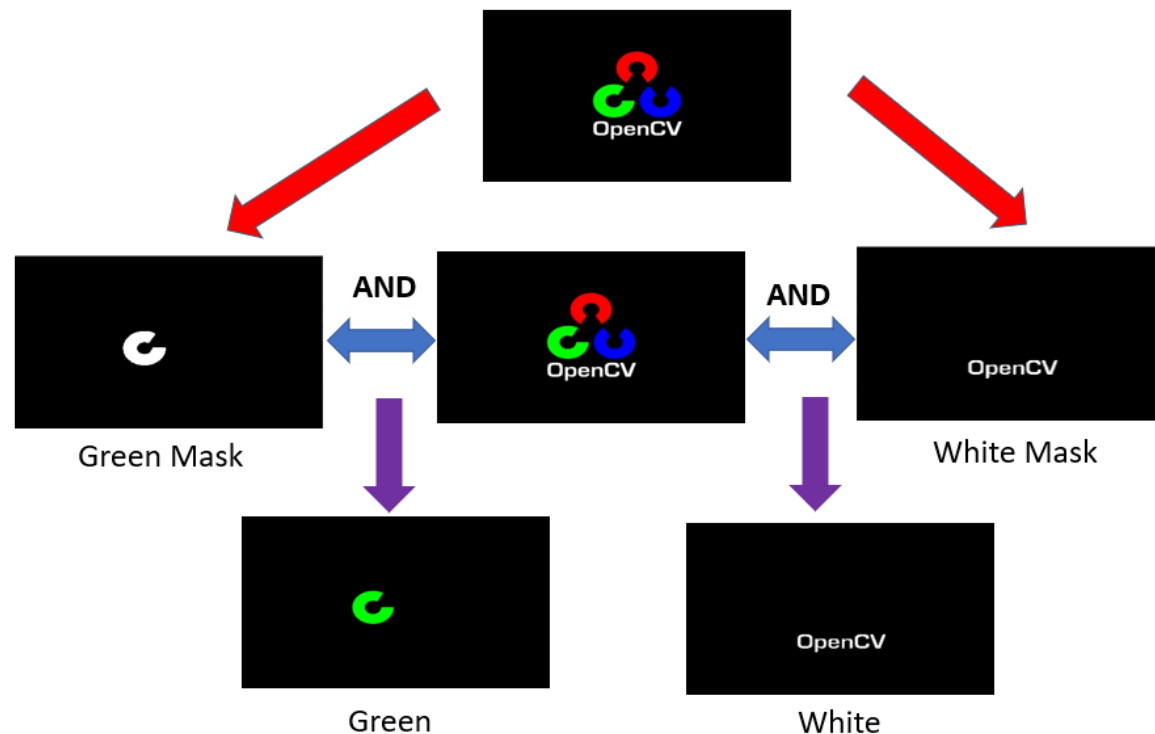 OpenCV
AND
AND
OpenCV
OpenCV
Green Mask
White Mask
OpenCV
Green
White